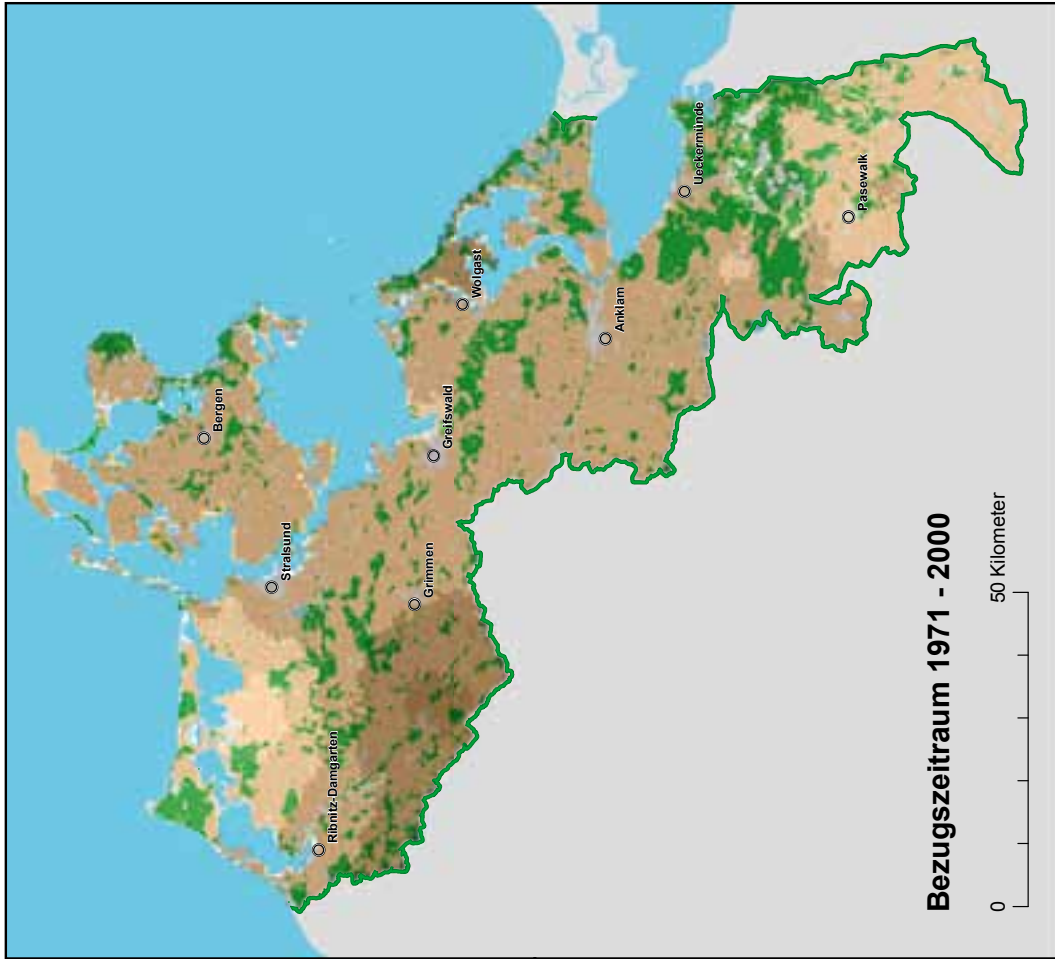 Bergen
Stralsund
Ribnitz-Damgarten
Grimmen
Greifswald
Wolgast
Anklam
Ueckermünde
Pasewalk
Bezugszeitraum 1971 - 2000
0 50 Kilometer